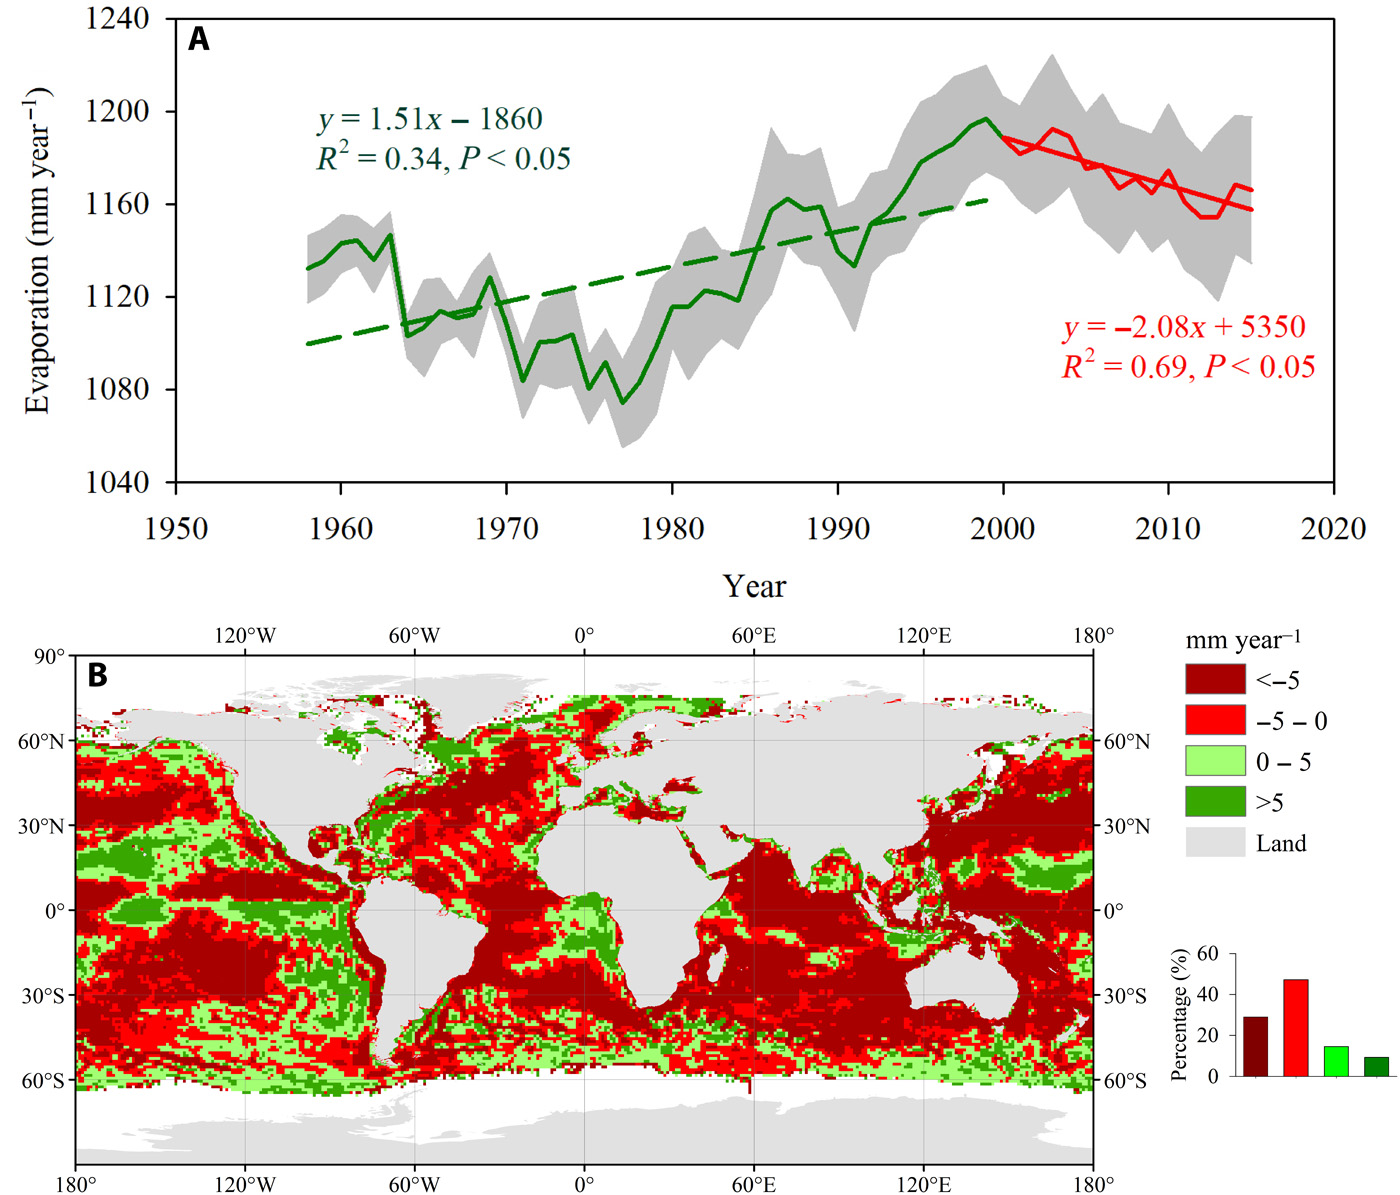 A
1240
1200
1160
1120
1080
1040
Evaporation (mm year⁻¹)
y = 1.51x – 1860
R² = 0.34, P < 0.05
y = –2.08x + 5350
R² = 0.69, P < 0.05
1950 1960 1970 1980 1990 2000 2010 2020
Year
B
120°W 60°W 0° 60°E 120°E 180°
90°
60°N 60°N
30°N 30°N
0° 0°
30°S 30°S
60°S 60°S
180° 120°W 60°W 0° 60°E 120°E 180°
mm year⁻¹
<–5
–5 – 0
0 – 5
>5
Land
Percentage (%)
60
40
20
0